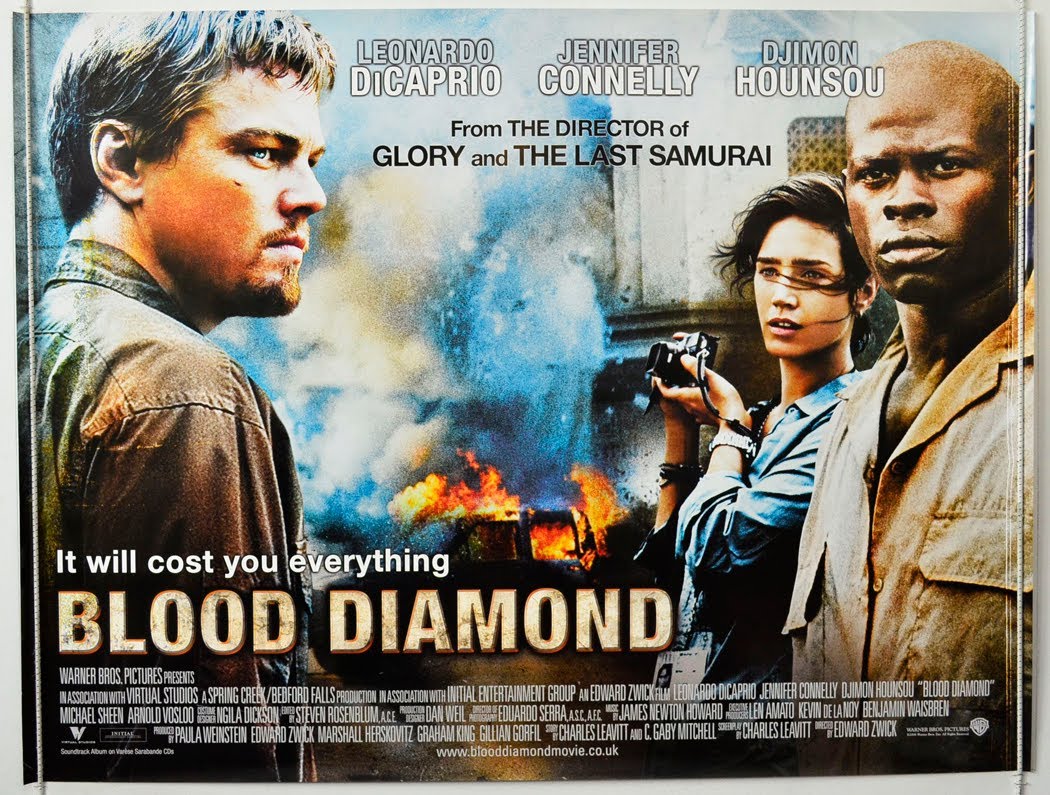 LEONARDO DiCAPRIO
JENNIFER CONNELLY
DJIMON HOUNSOU
From THE DIRECTOR of
GLORY and THE LAST SAMURAI
It will cost you everything
BLOOD DIAMOND
WARNER BROS. PICTURES PRESENTS
IN ASSOCIATION WITH VIRTUAL STUDIOS A SPRING CREEK/BEDFORD FALLS PRODUCTION IN ASSOCIATION WITH INITIAL ENTERTAINMENT GROUP AN EDWARD ZWICK FILM LEONARDO DiCAPRIO JENNIFER CONNELLY DJIMON HOUNSOU "BLOOD DIAMOND"
MICHAEL SHEEN ARNOLD VOSLOO COSTUME DESIGNER NGILA DICKSON EDITED BY STEVEN ROSENBLUM, A.C.E. PRODUCTION DESIGNER DAN WEIL DIRECTOR OF PHOTOGRAPHY EDUARDO SERRA, A.S.C., A.F.C. MUSIC BY JAMES NEWTON HOWARD EXECUTIVE PRODUCERS LEN AMATO KEVIN DE LA NOY BENJAMIN WAISBREN
PRODUCED BY PAULA WEINSTEIN EDWARD ZWICK MARSHALL HERSKOVITZ GRAHAM KING GILLIAN GORFIL STORY BY CHARLES LEAVITT AND C. GABY MITCHELL SCREENPLAY BY CHARLES LEAVITT DIRECTED BY EDWARD ZWICK
VIRTUAL STUDIOS
INITIAL
WARNER BROS. PICTURES
WB
Soundtrack Album on Varèse Sarabande CDs
www.blooddiamondmovie.co.uk